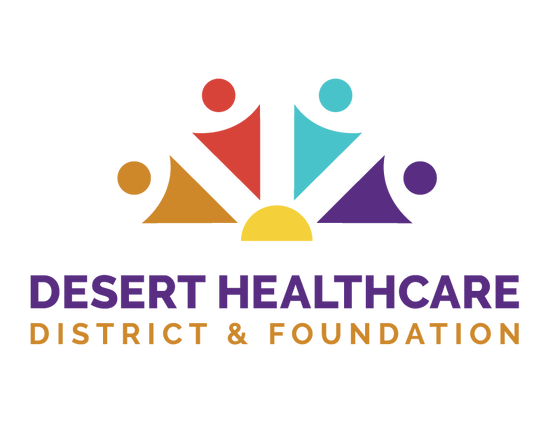 DESERT HEALTHCARE
DISTRICT & FOUNDATION